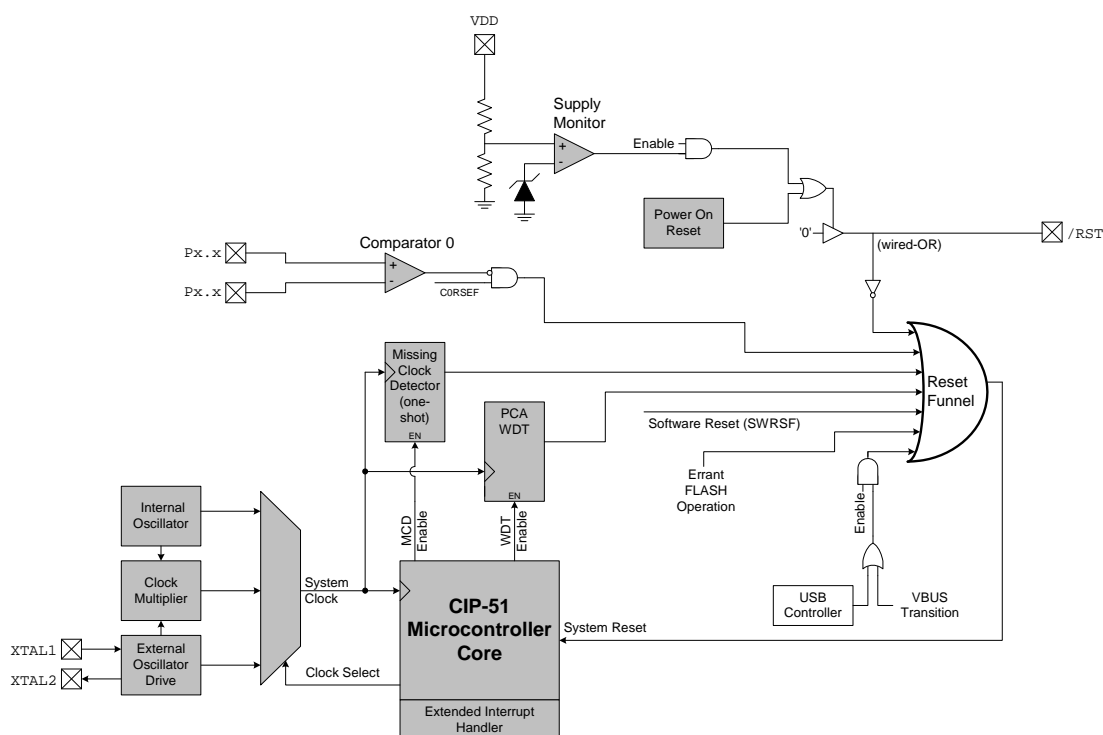 VDD
Supply
Monitor
+
-
Enable
Power On
Reset
'0'
(wired-OR)
/RST
Px.x
Comparator 0
+
-
Px.x
C0RSEF
Missing
Clock
Detector
(one-
shot)
EN
PCA
WDT
EN
Reset
Funnel
Software Reset (SWRSF)
Errant
FLASH
Operation
Enable
MCD
Enable
WDT
Enable
Internal
Oscillator
Clock
Multiplier
System
Clock
CIP-51
Microcontroller
Core
USB
Controller
VBUS
Transition
System Reset
XTAL1
XTAL2
External
Oscillator
Drive
Clock Select
Extended Interrupt
Handler